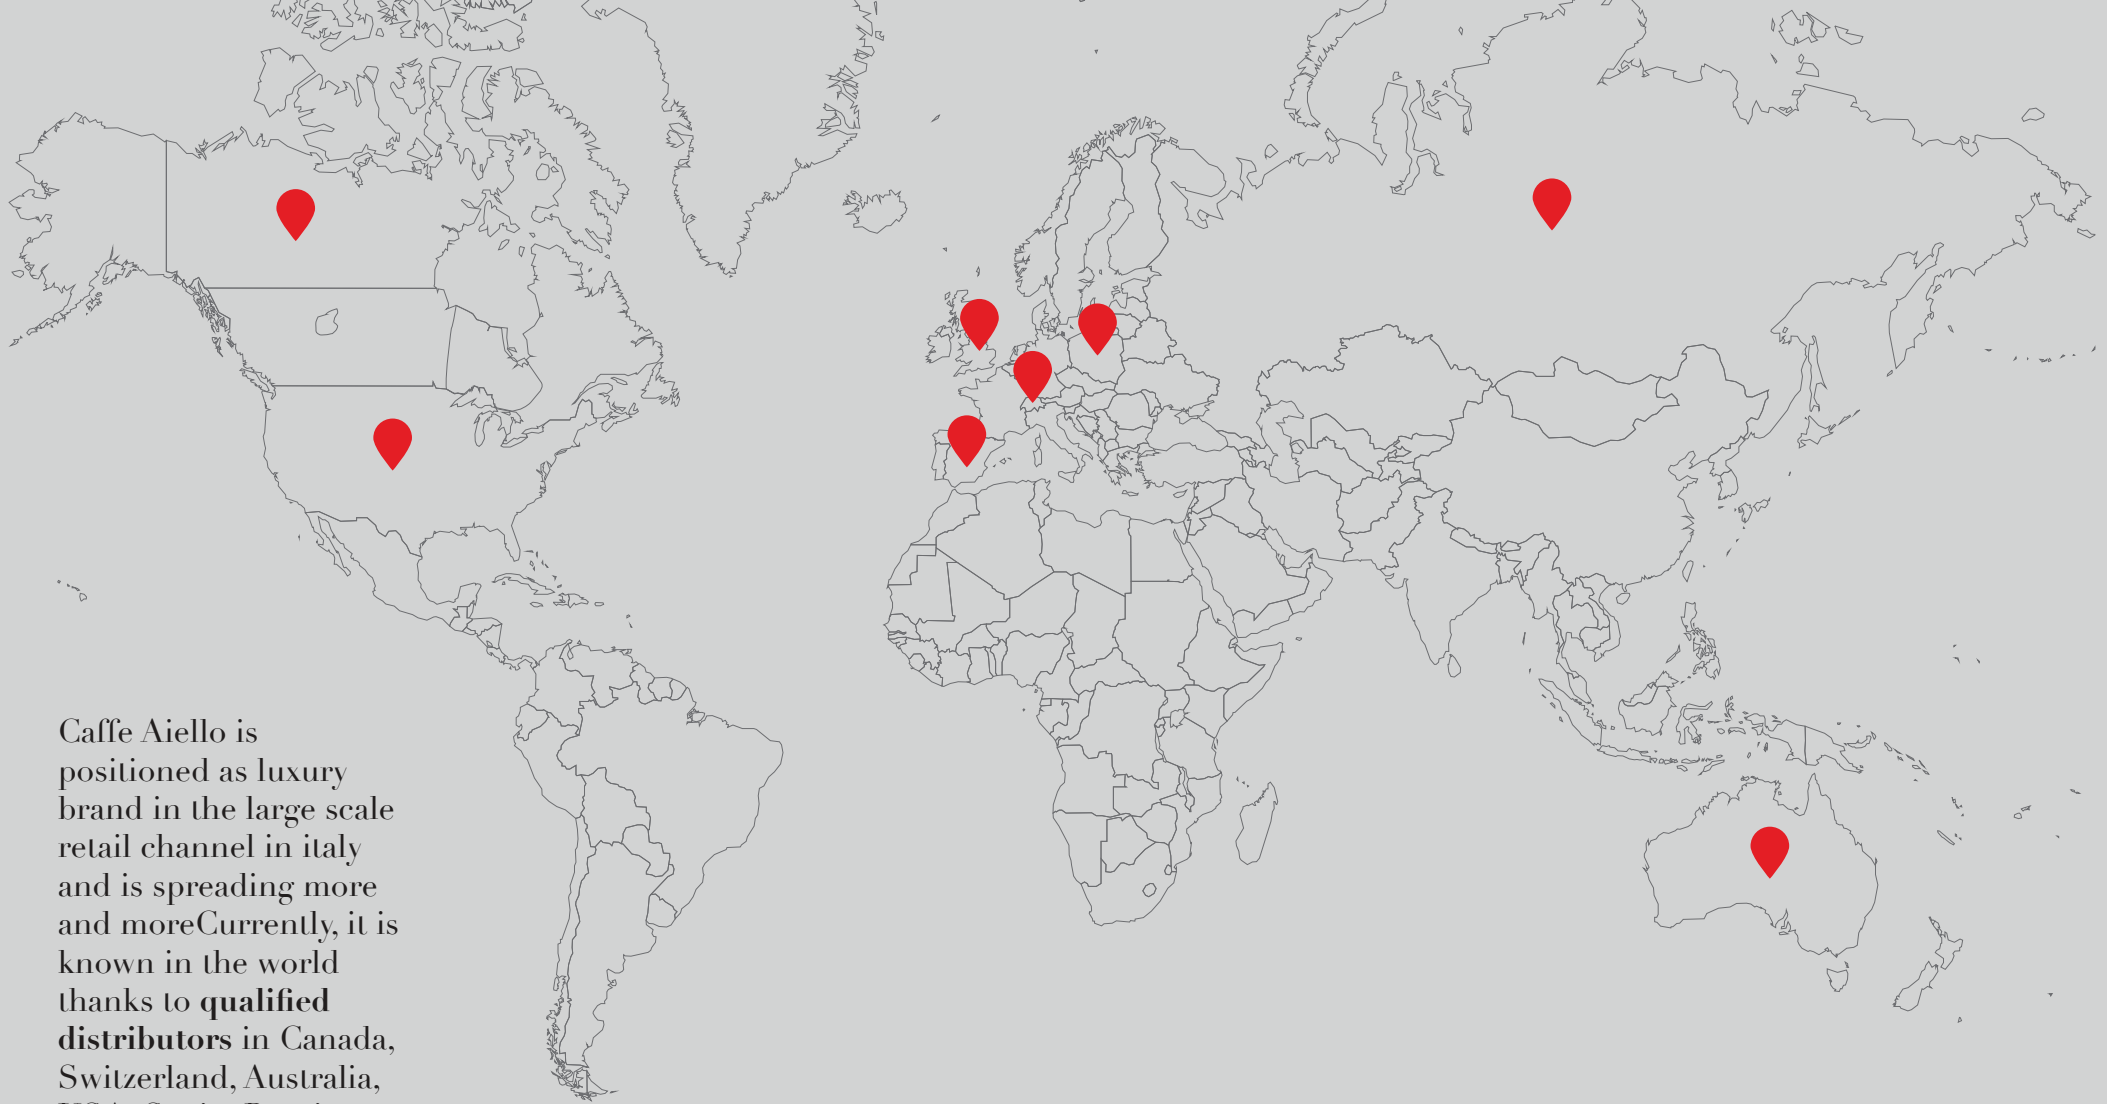 Caffe Aiello is
positioned as luxury
brand in the large scale
retail channel in italy
and is spreading more
and moreCurrently, it is
known in the world
thanks to qualified
distributors in Canada,
Switzerland, Australia,